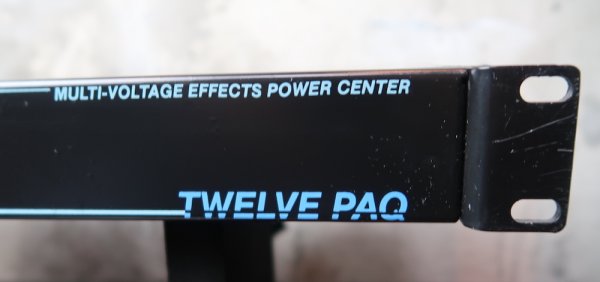 MULTI-VOLTAGE EFFECTS POWER CENTER
TWELVE PAQ